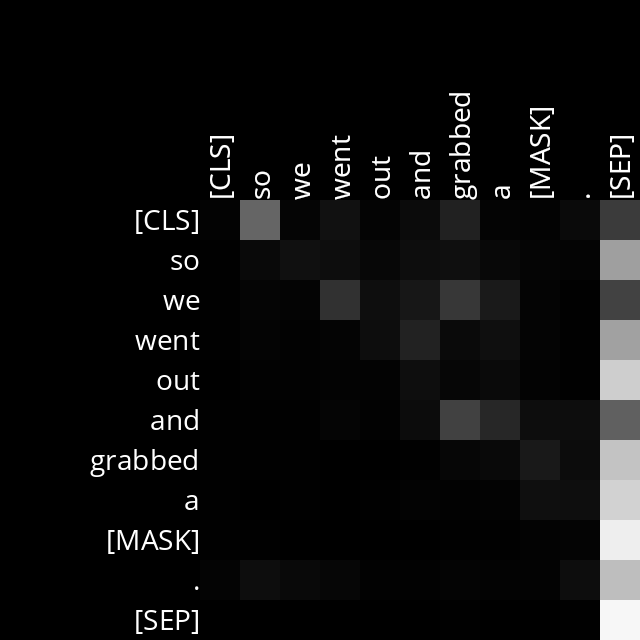 [CLS] so we went out and grabbed a [MASK] . [SEP]
[CLS]
so
we
went
out
and
grabbed
a
[MASK]
.
[SEP]